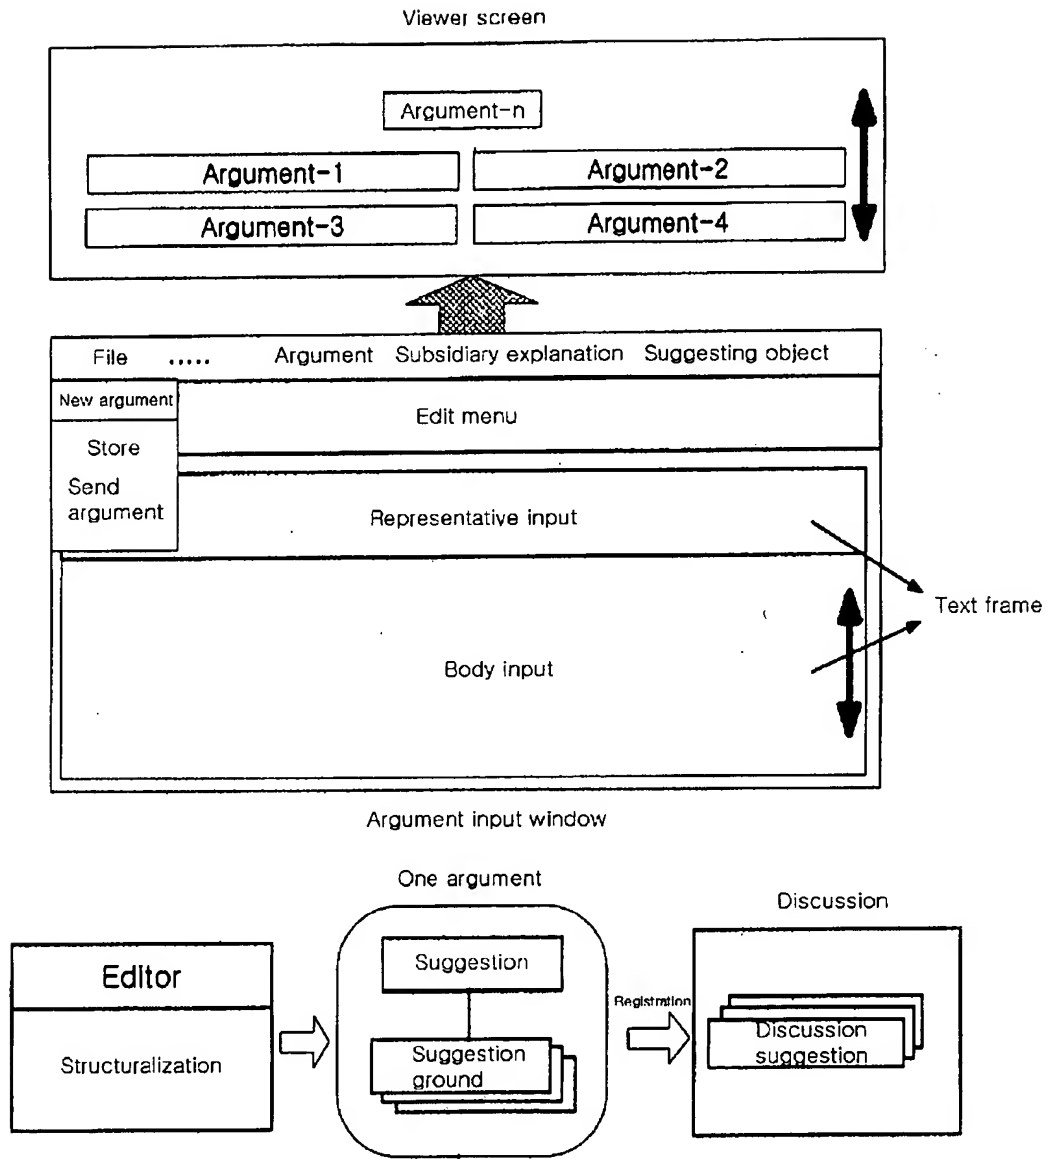 Viewer screen
Argument-n
Argument-1 Argument-2
Argument-3 Argument-4
File ..... Argument Subsidiary explanation Suggesting object
New argument
Edit menu
Store
Send
argument
Representative input
Text frame
Body input
Argument input window
One argument
Discussion
Editor
Structuralization
Suggestion
Suggestion
ground
Registration
Discussion
suggestion